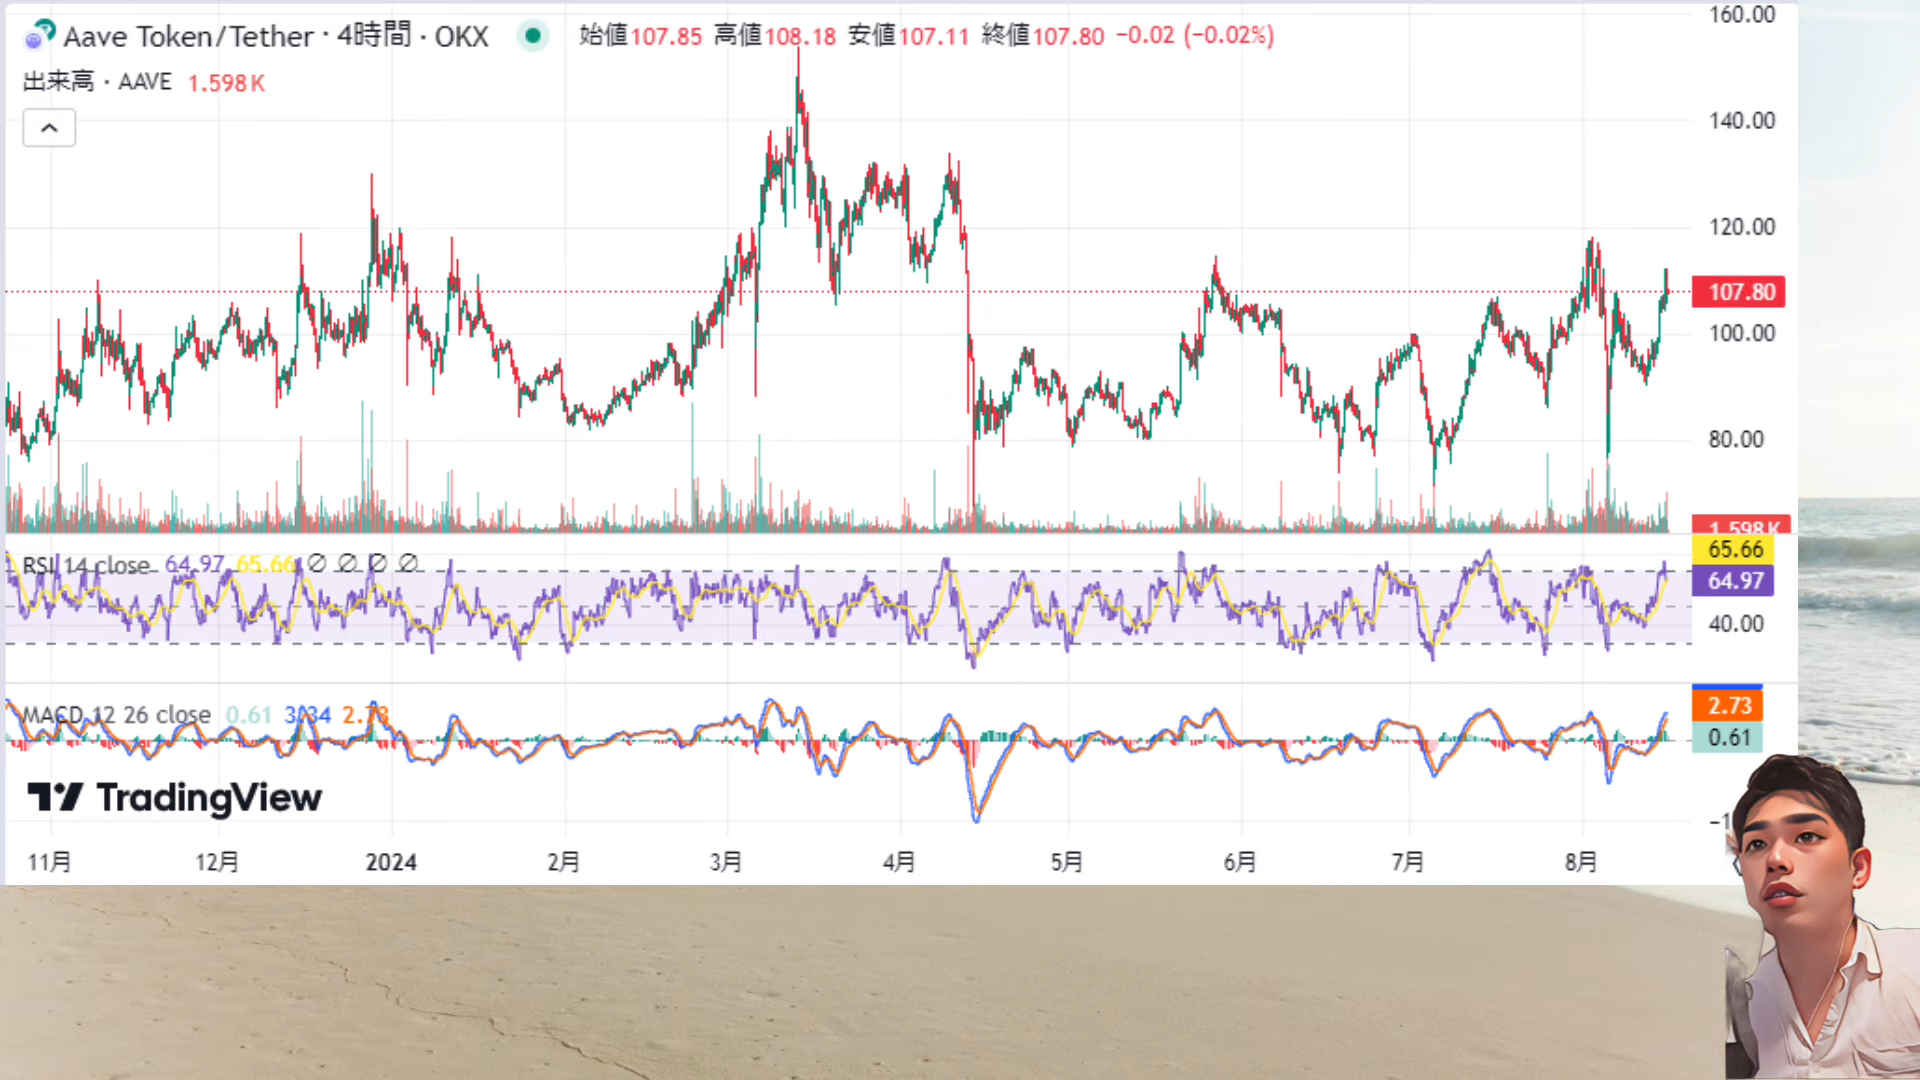 Aave Token/Tether · 4時間 · OKX 始値107.85 高値108.18 安値107.11 終値107.80 −0.02 (−0.02%)
出来高 · AAVE 1.598K
160.00
140.00
120.00
107.80
100.00
80.00
1.598K
RSI 14 close 64.97 65.66 ∅ ∅ ∅ ∅
65.66
64.97
40.00
MACD 12 26 close 0.61 3.34 2.73
2.73
0.61
TradingView
11月 12月 2024 2月 3月 4月 5月 6月 7月 8月